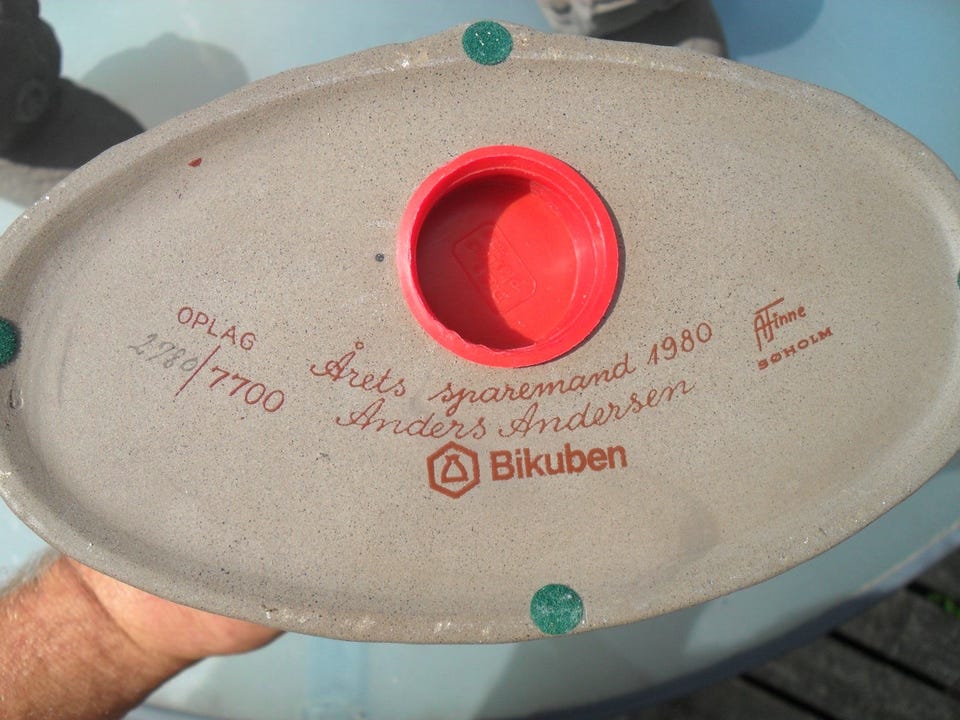 OPLAG
2780/7700
Årets sparemand 1980
Anders Andersen
Bikuben
AFinne
SØHOLM